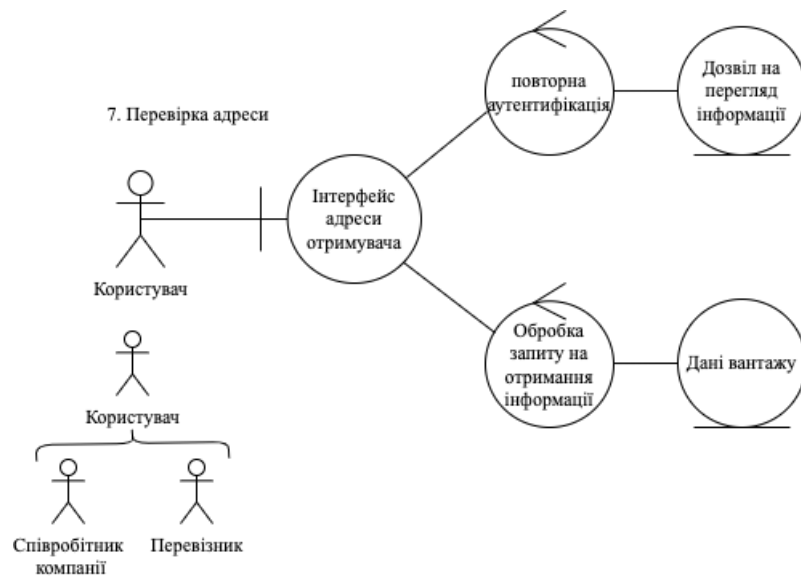 повторна
аутентифікація
Дозвіл на
перегляд
інформації
7. Перевірка адреси
Інтерфейс
адреси
отримувача
Користувач
Обробка
запиту на
отримання
інформації
Дані вантажу
Користувач
Співробітник
компанії
Перевізник